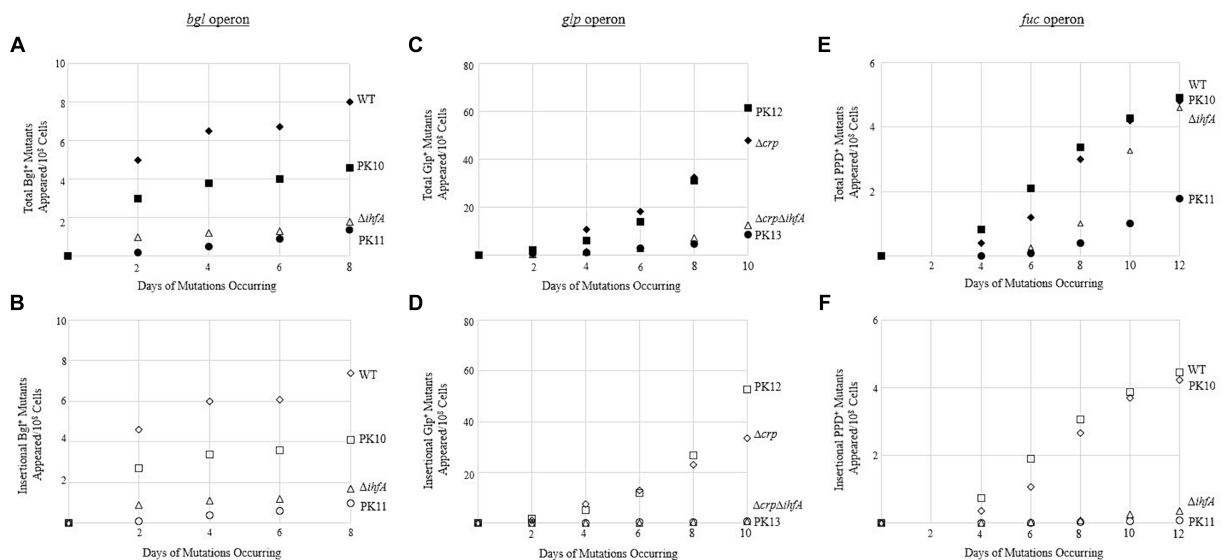 bgl operon
glp operon
fuc operon
A
10
8
6
4
2
2
4
6
8
Total Bgl⁺ Mutants
Appeared/10⁸ Cells
Days of Mutations Occurring
WT
PK10
ΔihfA
PK11
C
80
60
40
20
2
4
6
8
10
Total Glp⁺ Mutants
Appeared/10⁸ Cells
Days of Mutations Occurring
PK12
Δcrp
ΔcrpΔihfA
PK13
E
6
4
2
2
4
6
8
10
12
Total PPD⁺ Mutants
Appeared/10⁸ Cells
Days of Mutations Occurring
WT
PK10
ΔihfA
PK11
B
10
8
6
4
2
2
4
6
8
Insertional Bgl⁺ Mutants
Appeared/10⁸ Cells
Days of Mutations Occurring
WT
PK10
ΔihfA
PK11
D
80
60
40
20
2
4
6
8
10
Insertional Glp⁺ Mutants
Appeared/10⁸ Cells
Days of Mutations Occurring
PK12
Δcrp
ΔcrpΔihfA
PK13
F
6
4
2
2
4
6
8
10
12
Insertional PPD⁺ Mutants
Appeared/10⁸ Cells
Days of Mutations Occurring
WT
PK10
ΔihfA
PK11